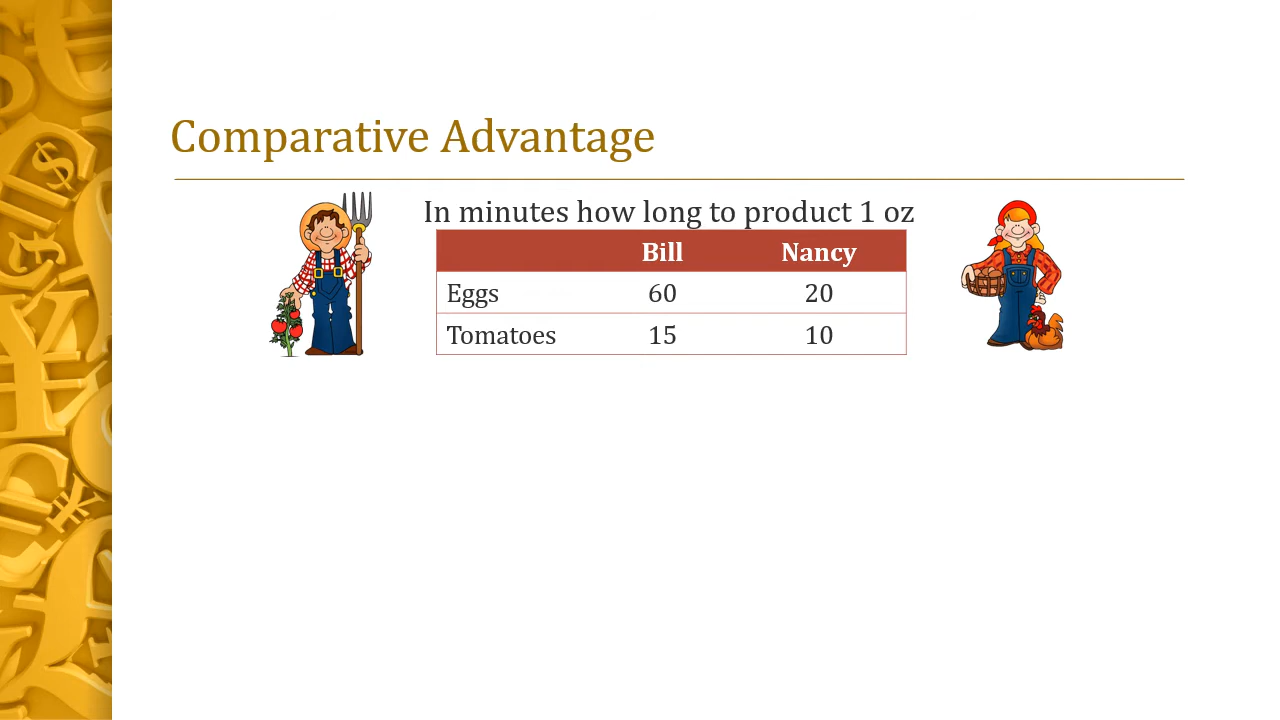 Comparative Advantage
In minutes how long to product 1 oz
Bill Nancy
Eggs 60 20
Tomatoes 15 10